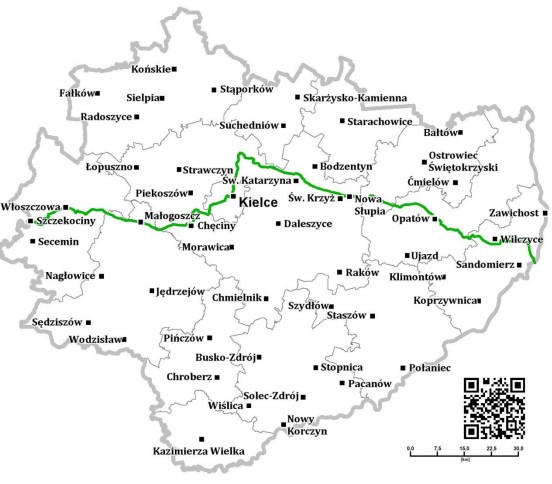 Końskie
Fałków
Stąporków
Sielpia
Skarżysko-Kamienna
Radoszyce
Starachowice
Suchedniów
Bałtów
Łopuszno
Strawczyn
Bodzentyn
Ostrowiec
Świętokrzyski
Św. Katarzyna
Ćmielów
Piekoszów
Włoszczowa
Kielce
Św. Krzyż
Nowa
Słupia
Małogoszcz
Szczekociny
Chęciny
Daleszyce
Opatów
Zawichost
Secemin
Morawica
Wilczyce
Ujazd
Sandomierz
Nagłowice
Raków
Klimontów
Jędrzejów
Chmielnik
Szydłów
Koprzywnica
Staszów
Sędziszów
Wodzisław
Pińczów
Busko-Zdrój
Stopnica
Połaniec
Chroberz
Pacanów
Solec-Zdrój
Wiślica
Nowy
Korczyn
Kazimierza Wielka
0.0 7.5 15.0 22.5 30.0
[km]